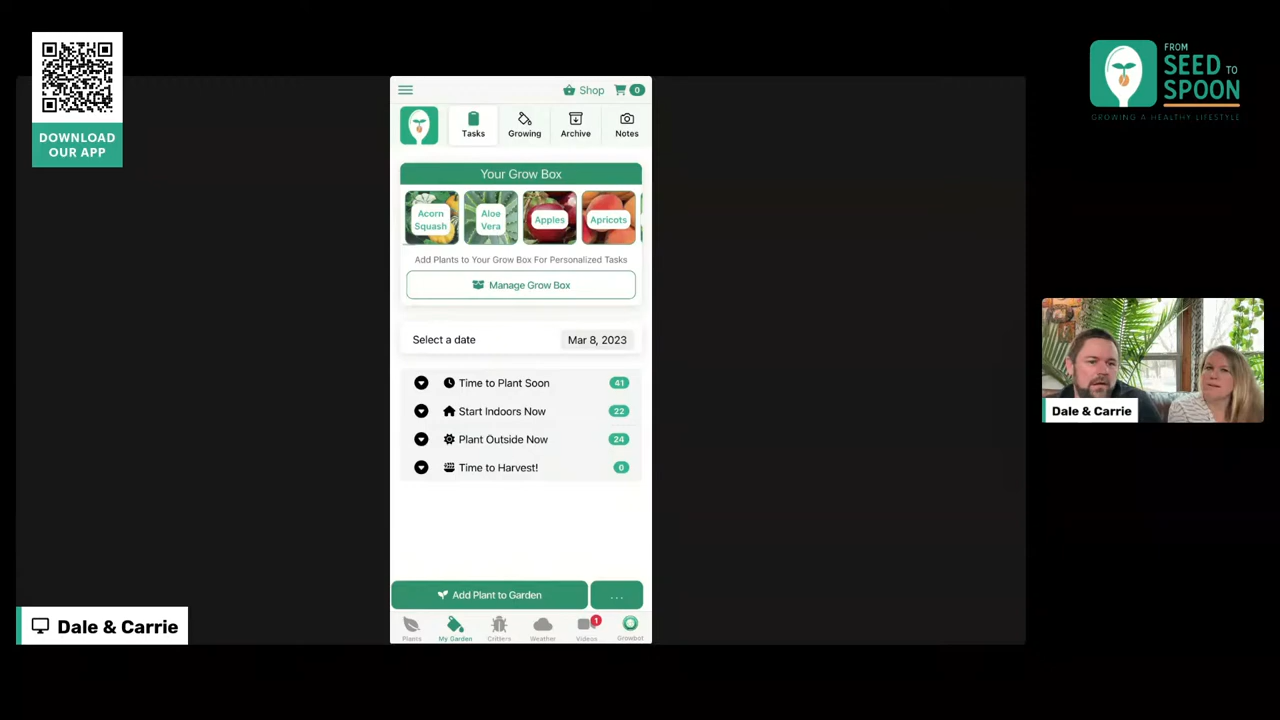 DOWNLOAD
OUR APP
FROM
SEED TO
SPOON
GROWING A HEALTHY LIFESTYLE
Shop
0
Tasks
Growing
Archive
Notes
Your Grow Box
Acorn
Squash
Aloe
Vera
Apples
Apricots
Add Plants to Your Grow Box For Personalized Tasks
Manage Grow Box
Select a date
Mar 8, 2023
Time to Plant Soon
41
Start Indoors Now
22
Plant Outside Now
24
Time to Harvest!
0
Add Plant to Garden
...
Plants
My Garden
Critters
Weather
Videos
1
Growbot
Dale & Carrie
Dale & Carrie